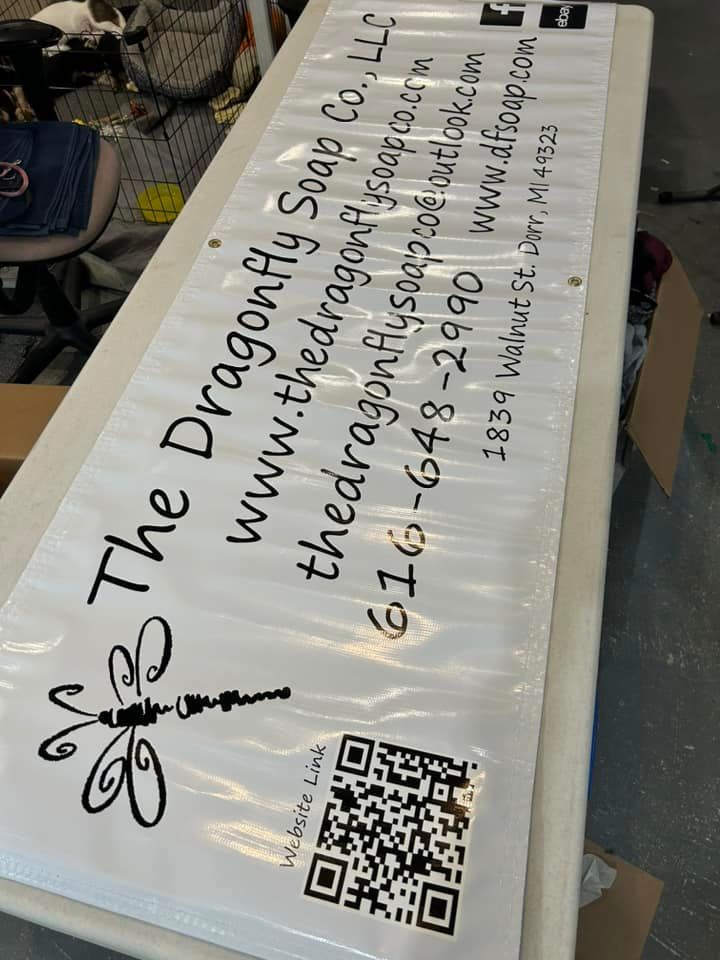 The Dragonfly Soap Co., LLC
www.thedragonflysoapco.com
thedragonflysoapco@outlook.com
616-648-2990 www.dfsoap.com
1839 Walnut St. Dorr, MI 49323
f
ebay
Website Link